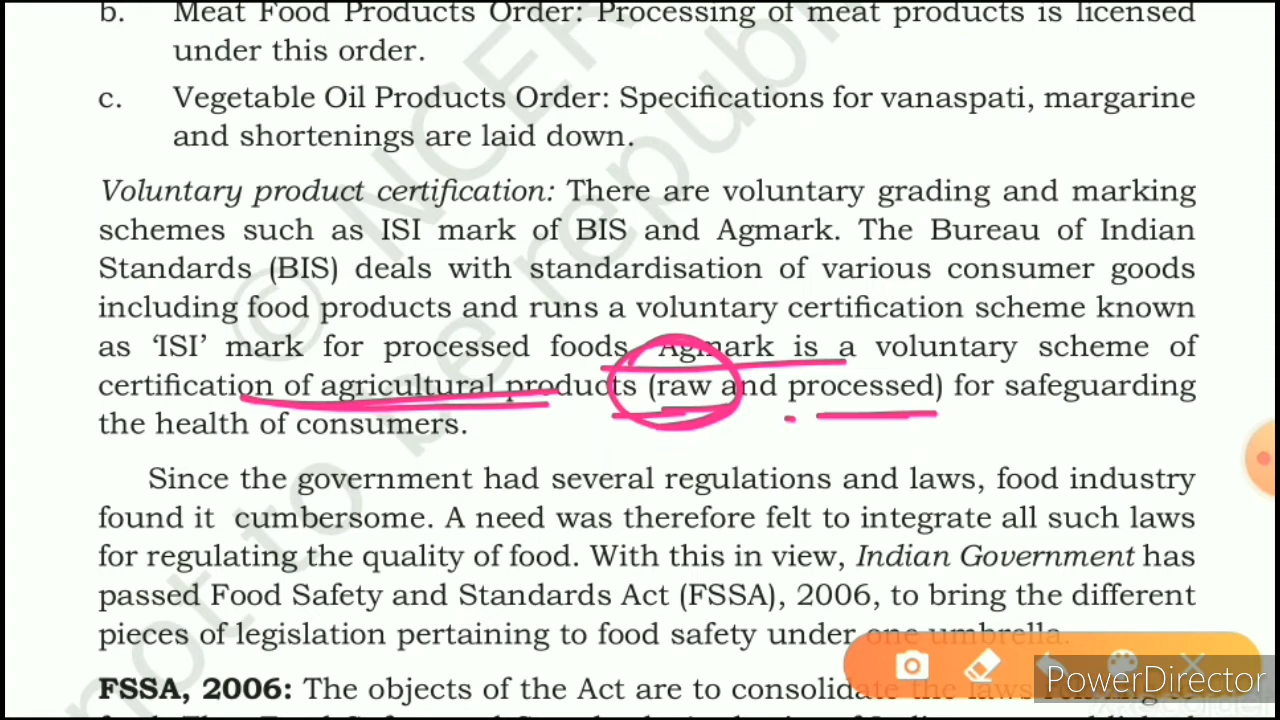 b. Meat Food Products Order: Processing of meat products is licensed
under this order.
c. Vegetable Oil Products Order: Specifications for vanaspati, margarine
and shortenings are laid down.
Voluntary product certification: There are voluntary grading and marking
schemes such as ISI mark of BIS and Agmark. The Bureau of Indian
Standards (BIS) deals with standardisation of various consumer goods
including food products and runs a voluntary certification scheme known
as ‘ISI’ mark for processed foods. Agmark is a voluntary scheme of
certification of agricultural products (raw and processed) for safeguarding
the health of consumers.
Since the government had several regulations and laws, food industry
found it cumbersome. A need was therefore felt to integrate all such laws
for regulating the quality of food. With this in view, Indian Government has
passed Food Safety and Standards Act (FSSA), 2006, to bring the different
pieces of legislation pertaining to food safety under one umbrella.
FSSA, 2006: The objects of the Act are to consolidate the laws
PowerDirector
© NCER
not to be republ